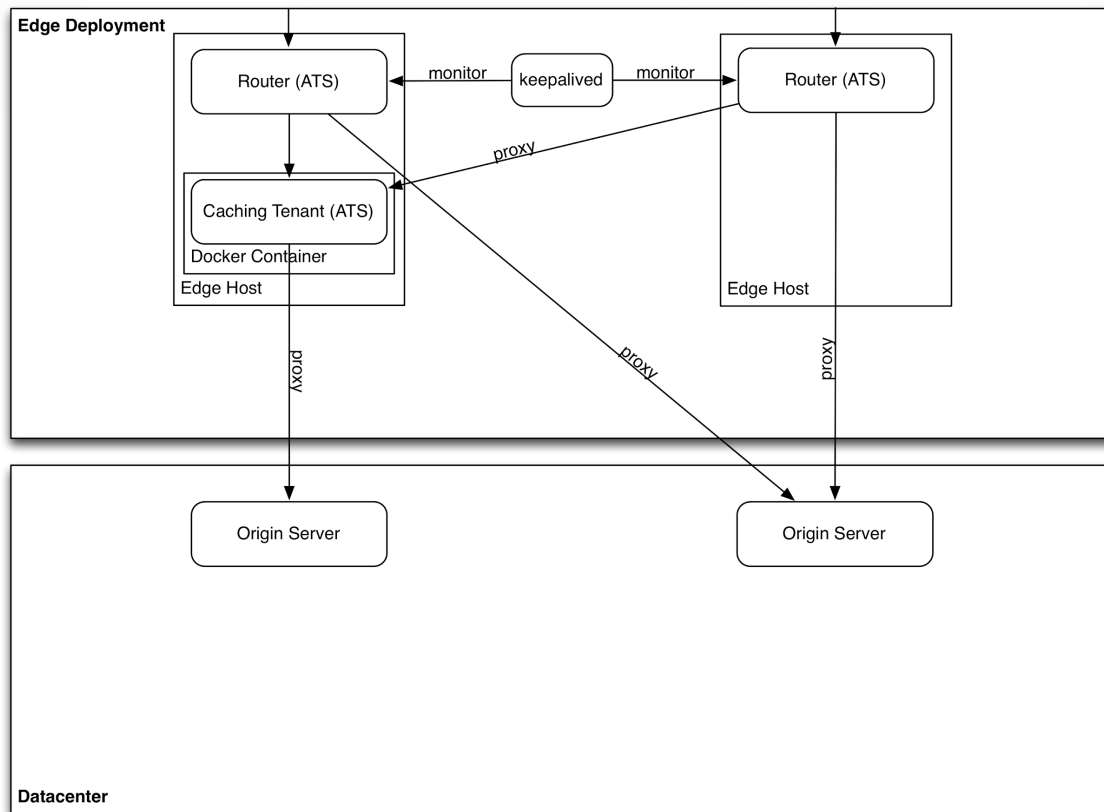 Edge Deployment
Router (ATS)
monitor
keepalived
monitor
Router (ATS)
proxy
Caching Tenant (ATS)
Docker Container
Edge Host
Edge Host
proxy
proxy
proxy
Origin Server
Origin Server
Datacenter